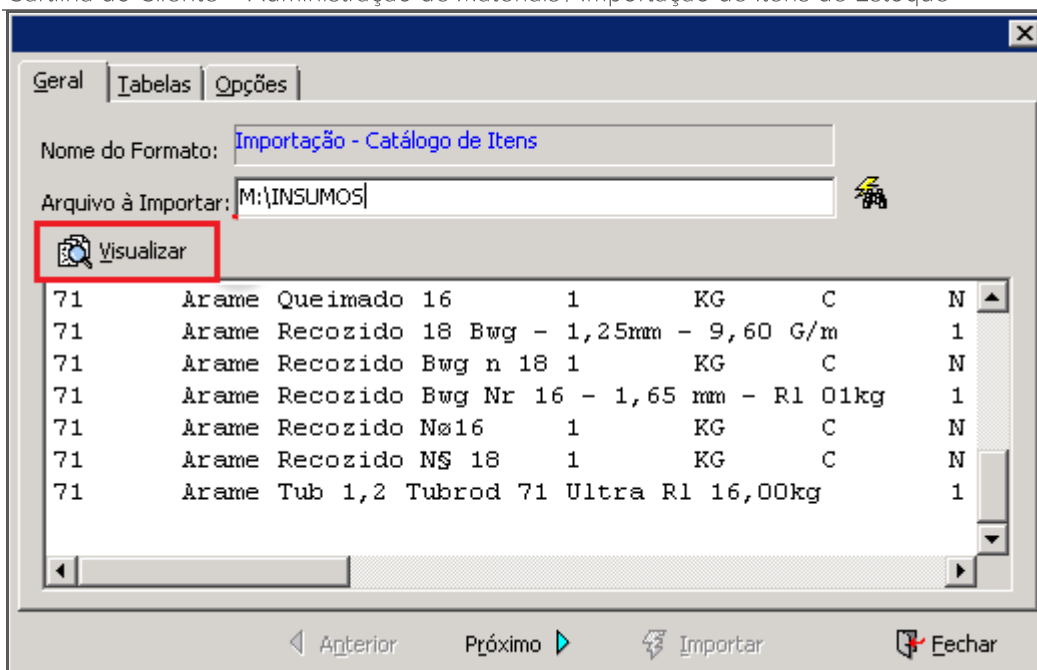 Cartilha do Cliente – Administração de Materiais / Importação de Itens de Estoque
Geral Tabelas Opções
Nome do Formato: Importação - Catálogo de Itens
Arquivo à Importar: M:\INSUMOS
Visualizar
71 Arame Queimado 16 1 KG C N
71 Arame Recozido 18 Bwg - 1,25mm - 9,60 G/m 1
71 Arame Recozido Bwg n 18 1 KG C N
71 Arame Recozido Bwg Nr 16 - 1,65 mm - Rl 01kg 1
71 Arame Recozido Nø16 1 KG C N
71 Arame Recozido N§ 18 1 KG C N
71 Arame Tub 1,2 Tubrod 71 Ultra Rl 16,00kg 1
Anterior Próximo Importar Fechar